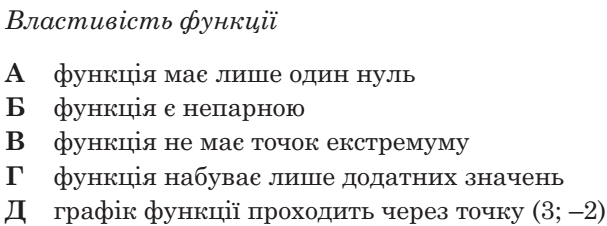 Властивість функції
А функція має лише один нуль
Б функція є непарною
В функція не має точок екстремуму
Г функція набуває лише додатних значень
Д графік функції проходить через точку (3; –2)